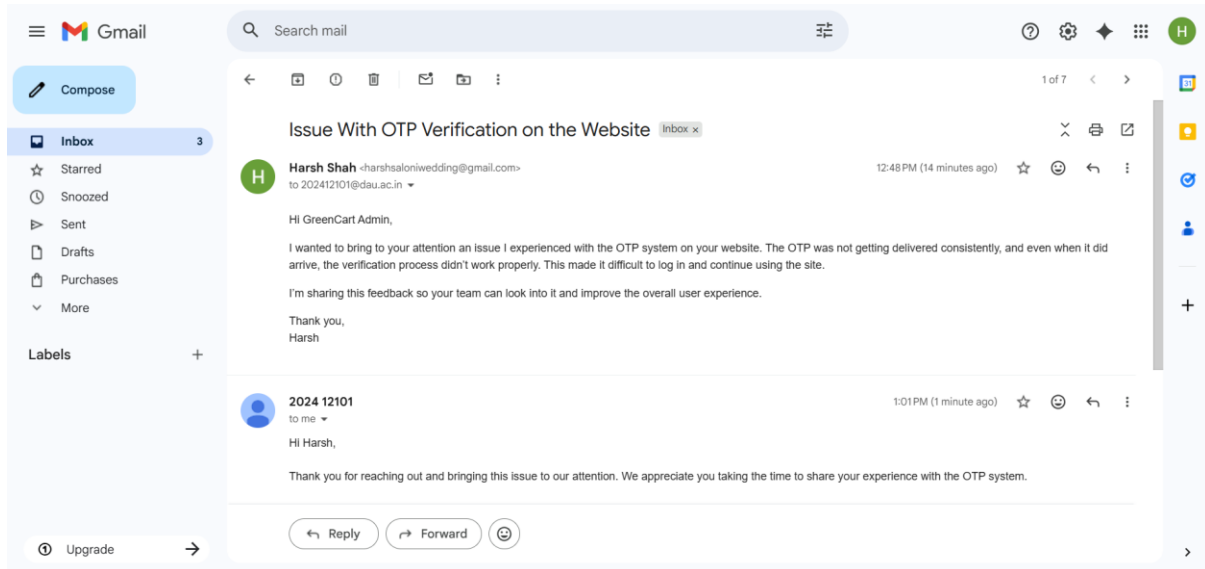 Gmail
Search mail
H
Compose
1 of 7
31
Inbox 3
Starred
Snoozed
Sent
Drafts
Purchases
More
Labels
Upgrade
Issue With OTP Verification on the Website Inbox x
H
Harsh Shah <harshsaloniwedding@gmail.com> 12:48 PM (14 minutes ago)
to 202412101@dau.ac.in
Hi GreenCart Admin,
I wanted to bring to your attention an issue I experienced with the OTP system on your website. The OTP was not getting delivered consistently, and even when it did
arrive, the verification process didn't work properly. This made it difficult to log in and continue using the site.
I'm sharing this feedback so your team can look into it and improve the overall user experience.
Thank you,
Harsh
2024 12101 1:01 PM (1 minute ago)
to me
Hi Harsh,
Thank you for reaching out and bringing this issue to our attention. We appreciate you taking the time to share your experience with the OTP system.
Reply Forward